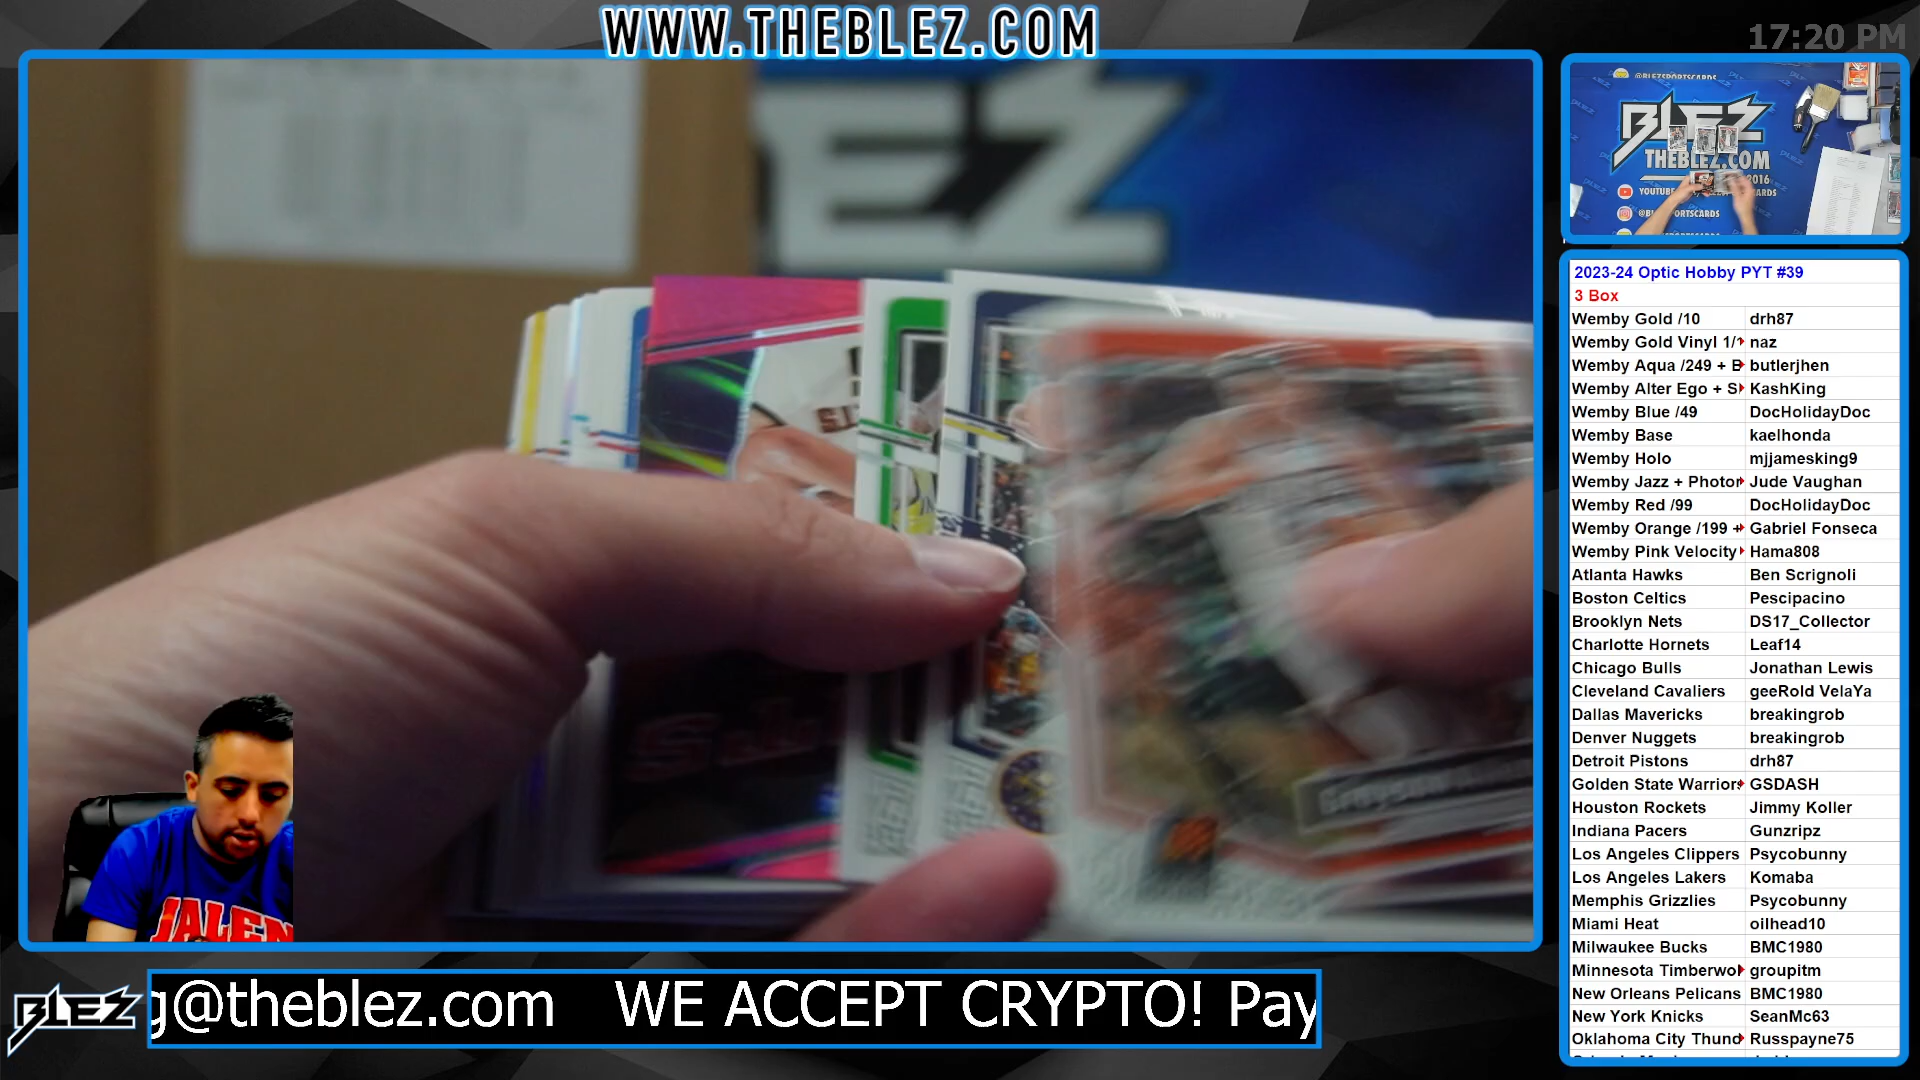 WWW.THEBLEZ.COM
17:20 PM
EZ
@BLEZSPORTSCARDS
BLEZ
THEBLEZ.COM
2016
2023-24 Optic Hobby PYT #39
3 Box
Wemby Gold /10 drh87
Wemby Gold Vinyl 1/ naz
Wemby Aqua /249 + B butlerjhen
Wemby Alter Ego + S KashKing
Wemby Blue /49 DocHolidayDoc
Wemby Base kaelhonda
Wemby Holo mjjamesking9
Wemby Jazz + Photor Jude Vaughan
Wemby Red /99 DocHolidayDoc
Wemby Orange /199 + Gabriel Fonseca
Wemby Pink Velocity Hama808
Atlanta Hawks Ben Scrignoli
Boston Celtics Pescipacino
Brooklyn Nets DS17_Collector
Charlotte Hornets Leaf14
Chicago Bulls Jonathan Lewis
Cleveland Cavaliers geeRold VelaYa
Dallas Mavericks breakingrob
Denver Nuggets breakingrob
Detroit Pistons drh87
Golden State Warriors GSDASH
Houston Rockets Jimmy Koller
Indiana Pacers Gunzripz
Los Angeles Clippers Psycobunny
Los Angeles Lakers Komaba
Memphis Grizzlies Psycobunny
Miami Heat oilhead10
Milwaukee Bucks BMC1980
Minnesota Timberwol groupitm
New Orleans Pelicans BMC1980
New York Knicks SeanMc63
Oklahoma City Thund Russpayne75
JALEN
BLEZ
g@theblez.com WE ACCEPT CRYPTO! Pay